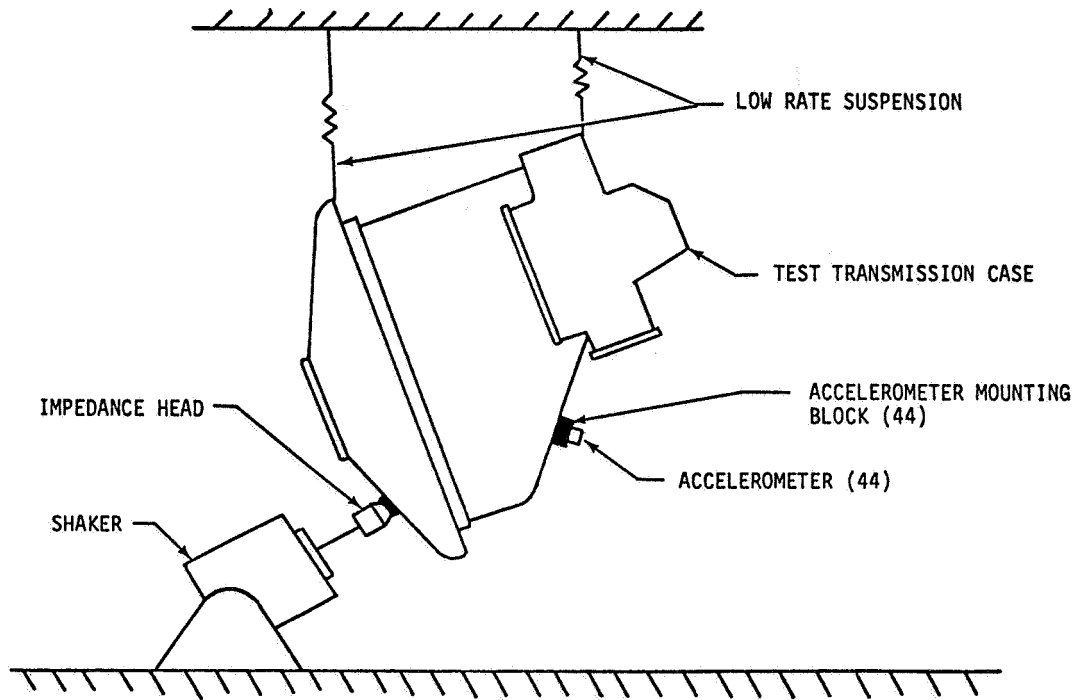 LOW RATE SUSPENSION
TEST TRANSMISSION CASE
IMPEDANCE HEAD
ACCELEROMETER MOUNTING
BLOCK (44)
ACCELEROMETER (44)
SHAKER